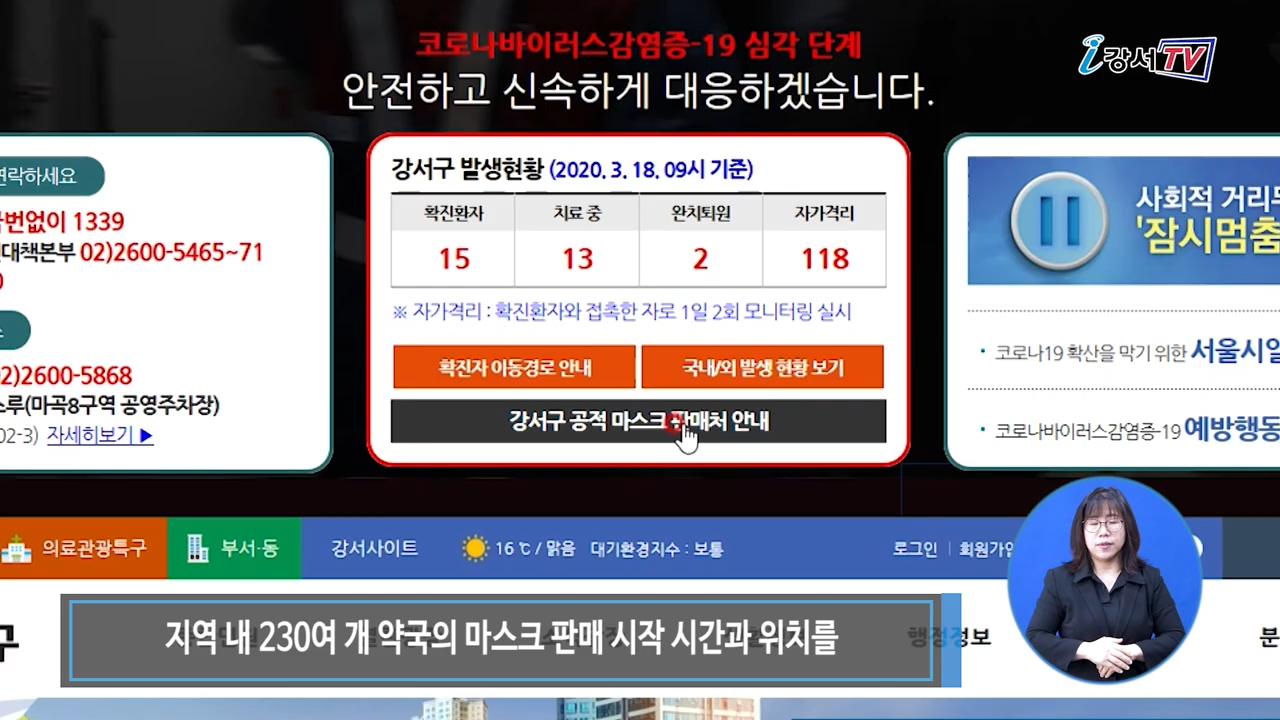 코로나바이러스감염증-19 심각 단계
안전하고 신속하게 대응하겠습니다.
i강서TV
연락하세요
국번없이 1339
대책본부 02)2600-5465~71
02)2600-5868
(마곡8구역 공영주차장)
02-3) 자세히보기 ▶
강서구 발생현황 (2020. 3. 18. 09시 기준)
확진환자 치료 중 완치퇴원 자가격리
15 13 2 118
※ 자가격리 : 확진환자와 접촉한 자로 1일 2회 모니터링 실시
확진자 이동경로 안내 국내/외 발생 현황 보기
강서구 공적 마스크 판매처 안내
사회적 거리
'잠시멈춤
• 코로나19 확산을 막기 위한 서울시
• 코로나바이러스감염증-19 예방행동
의료관광특구 부서·동 강서사이트 16℃ / 맑음 대기환경지수 : 보통 로그인 회원가입
구
행정정보
분
지역 내 230여 개 약국의 마스크 판매 시작 시간과 위치를